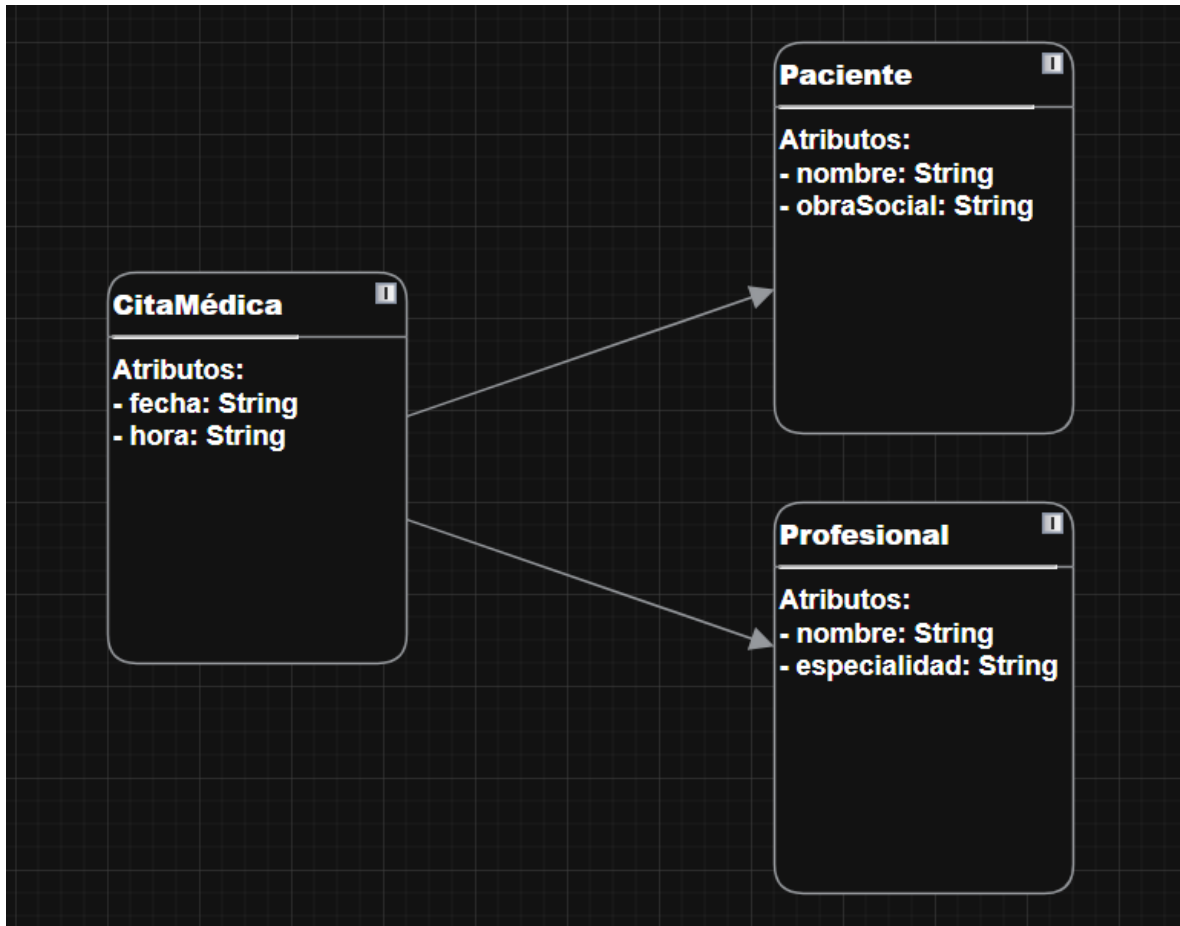 Paciente
I
Atributos:
- nombre: String
- obraSocial: String
CitaMédica
I
Atributos:
- fecha: String
- hora: String
Profesional
I
Atributos:
- nombre: String
- especialidad: String